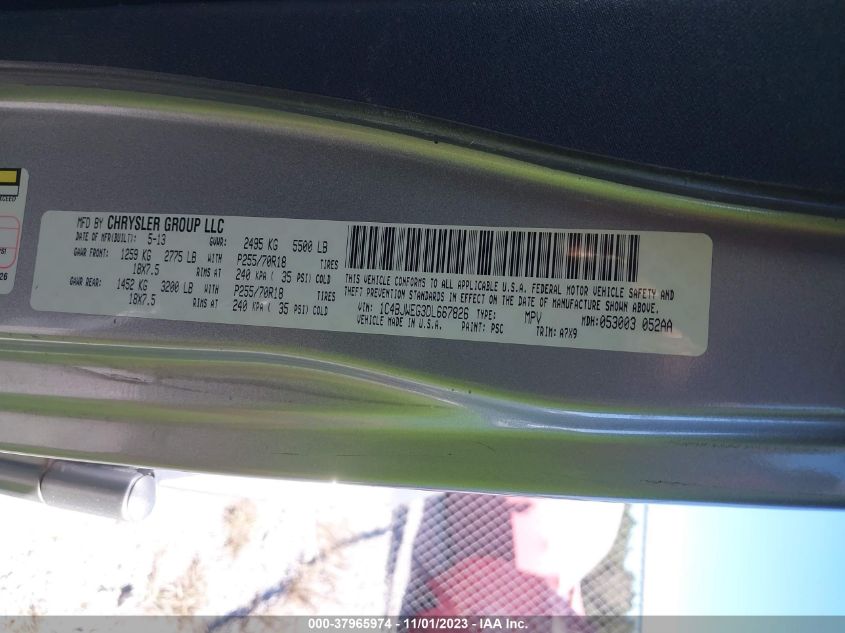 XCEED
PSI
26
MFD BY CHRYSLER GROUP LLC
DATE OF MFR(BUILT): 5-13 GVWR: 2495 KG 5500 LB
GAWR FRONT: 1259 KG 2775 LB WITH P255/70R18 TIRES
18X7.5 RIMS AT 240 KPA ( 35 PSI) COLD
GAWR REAR: 1452 KG 3200 LB WITH P255/70R18 TIRES
18X7.5 RIMS AT 240 KPA ( 35 PSI) COLD
THIS VEHICLE CONFORMS TO ALL APPLICABLE U.S.A. FEDERAL MOTOR VEHICLE SAFETY AND
THEFT PREVENTION STANDARDS IN EFFECT ON THE DATE OF MANUFACTURE SHOWN ABOVE.
VIN: 1C4BJWEG3DL667826 TYPE: MPV MDH: 053003 052AA
VEHICLE MADE IN U.S.A. PAINT: PSC TRIM: A7X9
000-37965974 - 11/01/2023 - IAA Inc.